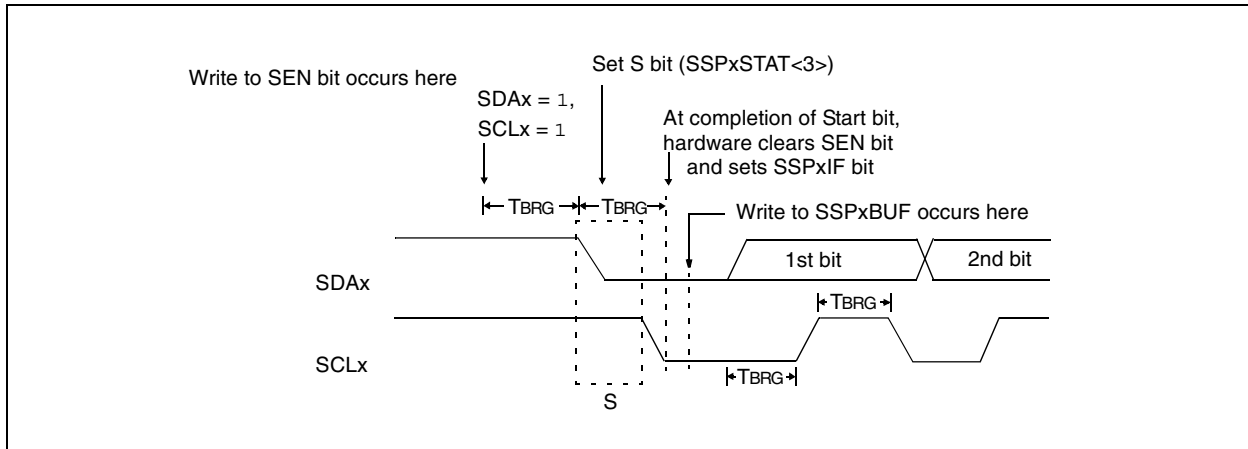 Write to SEN bit occurs here
Set S bit (SSPxSTAT<3>)
SDAx = 1,
SCLx = 1
At completion of Start bit,
hardware clears SEN bit
and sets SSPxIF bit
TBRG
TBRG
Write to SSPxBUF occurs here
SDAx
1st bit
2nd bit
TBRG
SCLx
TBRG
S